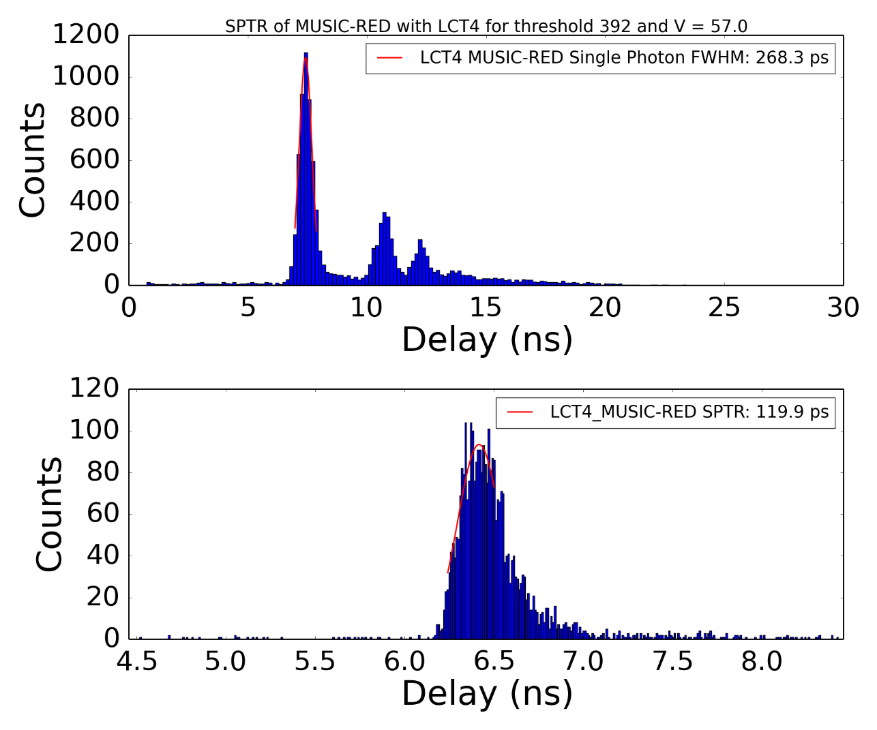 SPTR of MUSIC-RED with LCT4 for threshold 392 and V = 57.0
LCT4 MUSIC-RED Single Photon FWHM: 268.3 ps
1200
1000
800
600
400
200
0
Counts
0 5 10 15 20 25 30
Delay (ns)
LCT4_MUSIC-RED SPTR: 119.9 ps
120
100
80
60
40
20
0
Counts
4.5 5.0 5.5 6.0 6.5 7.0 7.5 8.0
Delay (ns)